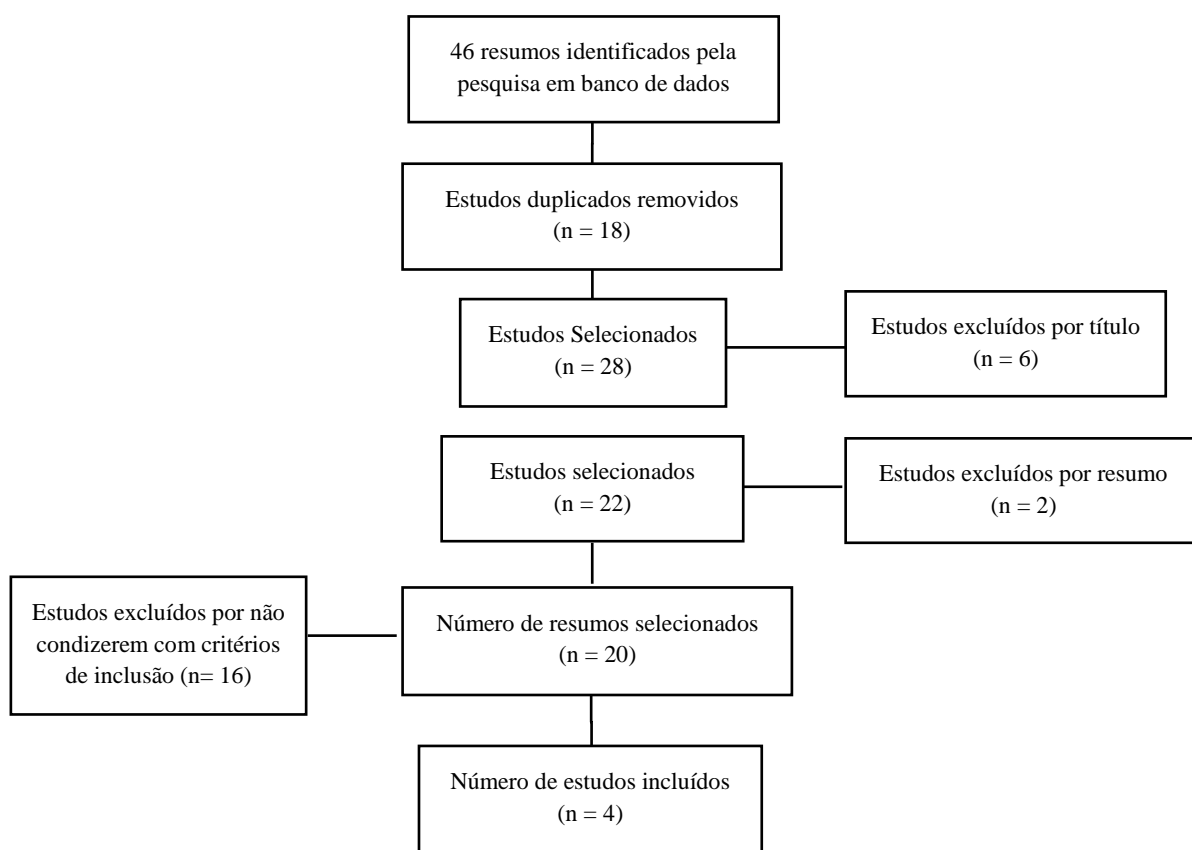 46 resumos identificados pela
pesquisa em banco de dados
Estudos duplicados removidos
(n = 18)
Estudos Selecionados
(n = 28)
Estudos excluídos por título
(n = 6)
Estudos selecionados
(n = 22)
Estudos excluídos por resumo
(n = 2)
Estudos excluídos por não
condizerem com critérios
de inclusão (n= 16)
Número de resumos selecionados
(n = 20)
Número de estudos incluídos
(n = 4)